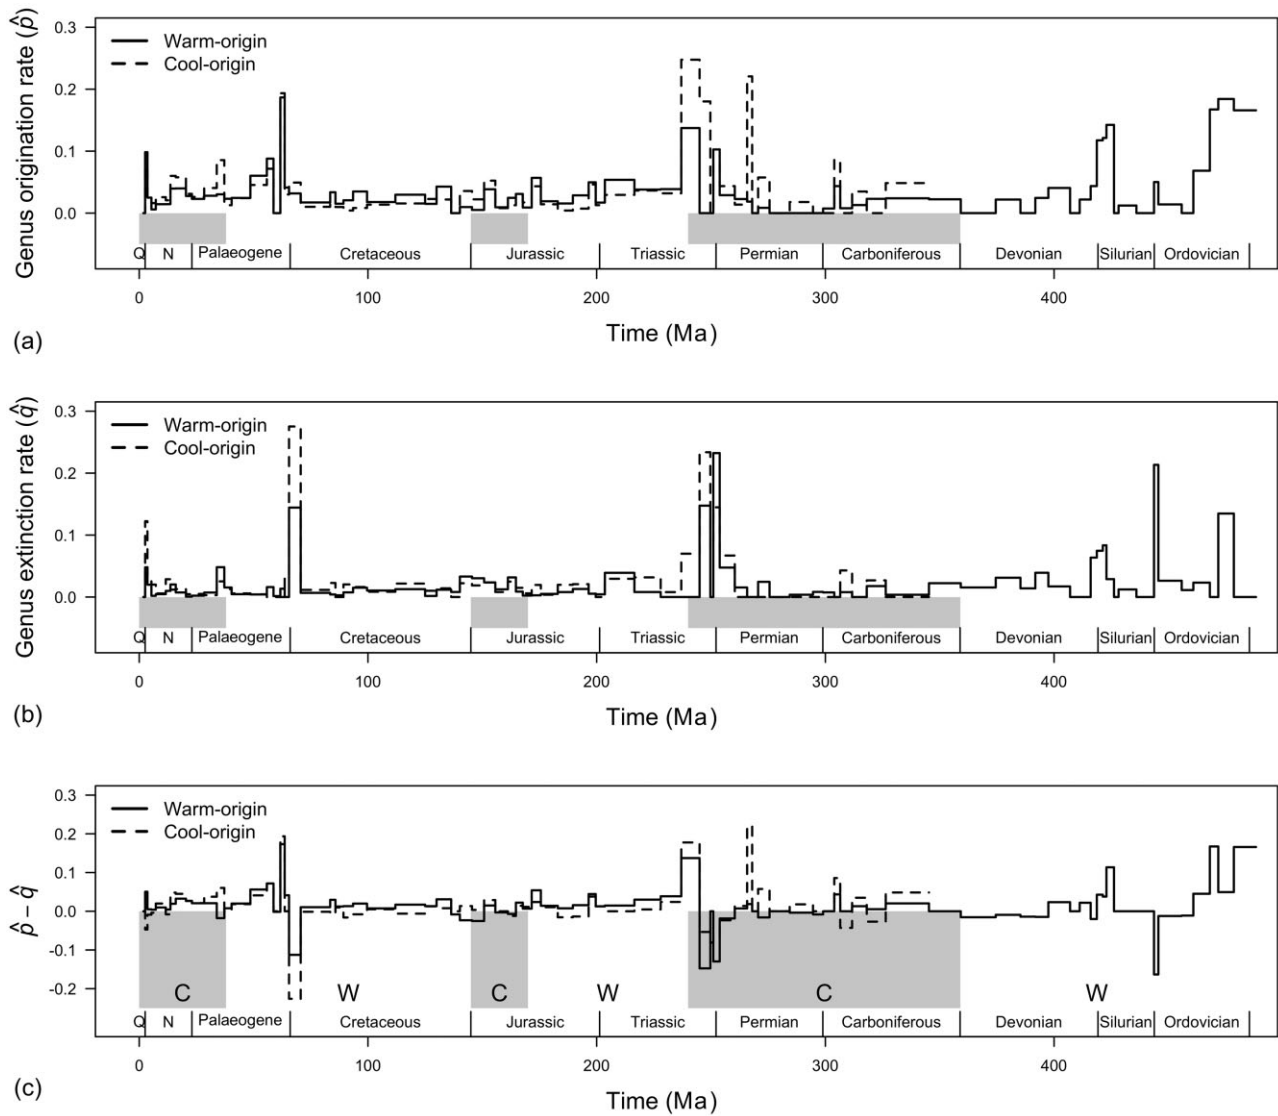 Genus origination rate (p̂)
0.3
0.2
0.1
0.0
Warm-origin
Cool-origin
Q N Palaeogene Cretaceous Jurassic Triassic Permian Carboniferous Devonian Silurian Ordovician
0 100 200 300 400
Time (Ma)
(a)
Genus extinction rate (q̂)
0.3
0.2
0.1
0.0
Warm-origin
Cool-origin
Q N Palaeogene Cretaceous Jurassic Triassic Permian Carboniferous Devonian Silurian Ordovician
0 100 200 300 400
Time (Ma)
(b)
p̂ – q̂
0.3
0.2
0.1
0.0
-0.1
-0.2
Warm-origin
Cool-origin
C W C W C W
Q N Palaeogene Cretaceous Jurassic Triassic Permian Carboniferous Devonian Silurian Ordovician
0 100 200 300 400
Time (Ma)
(c)